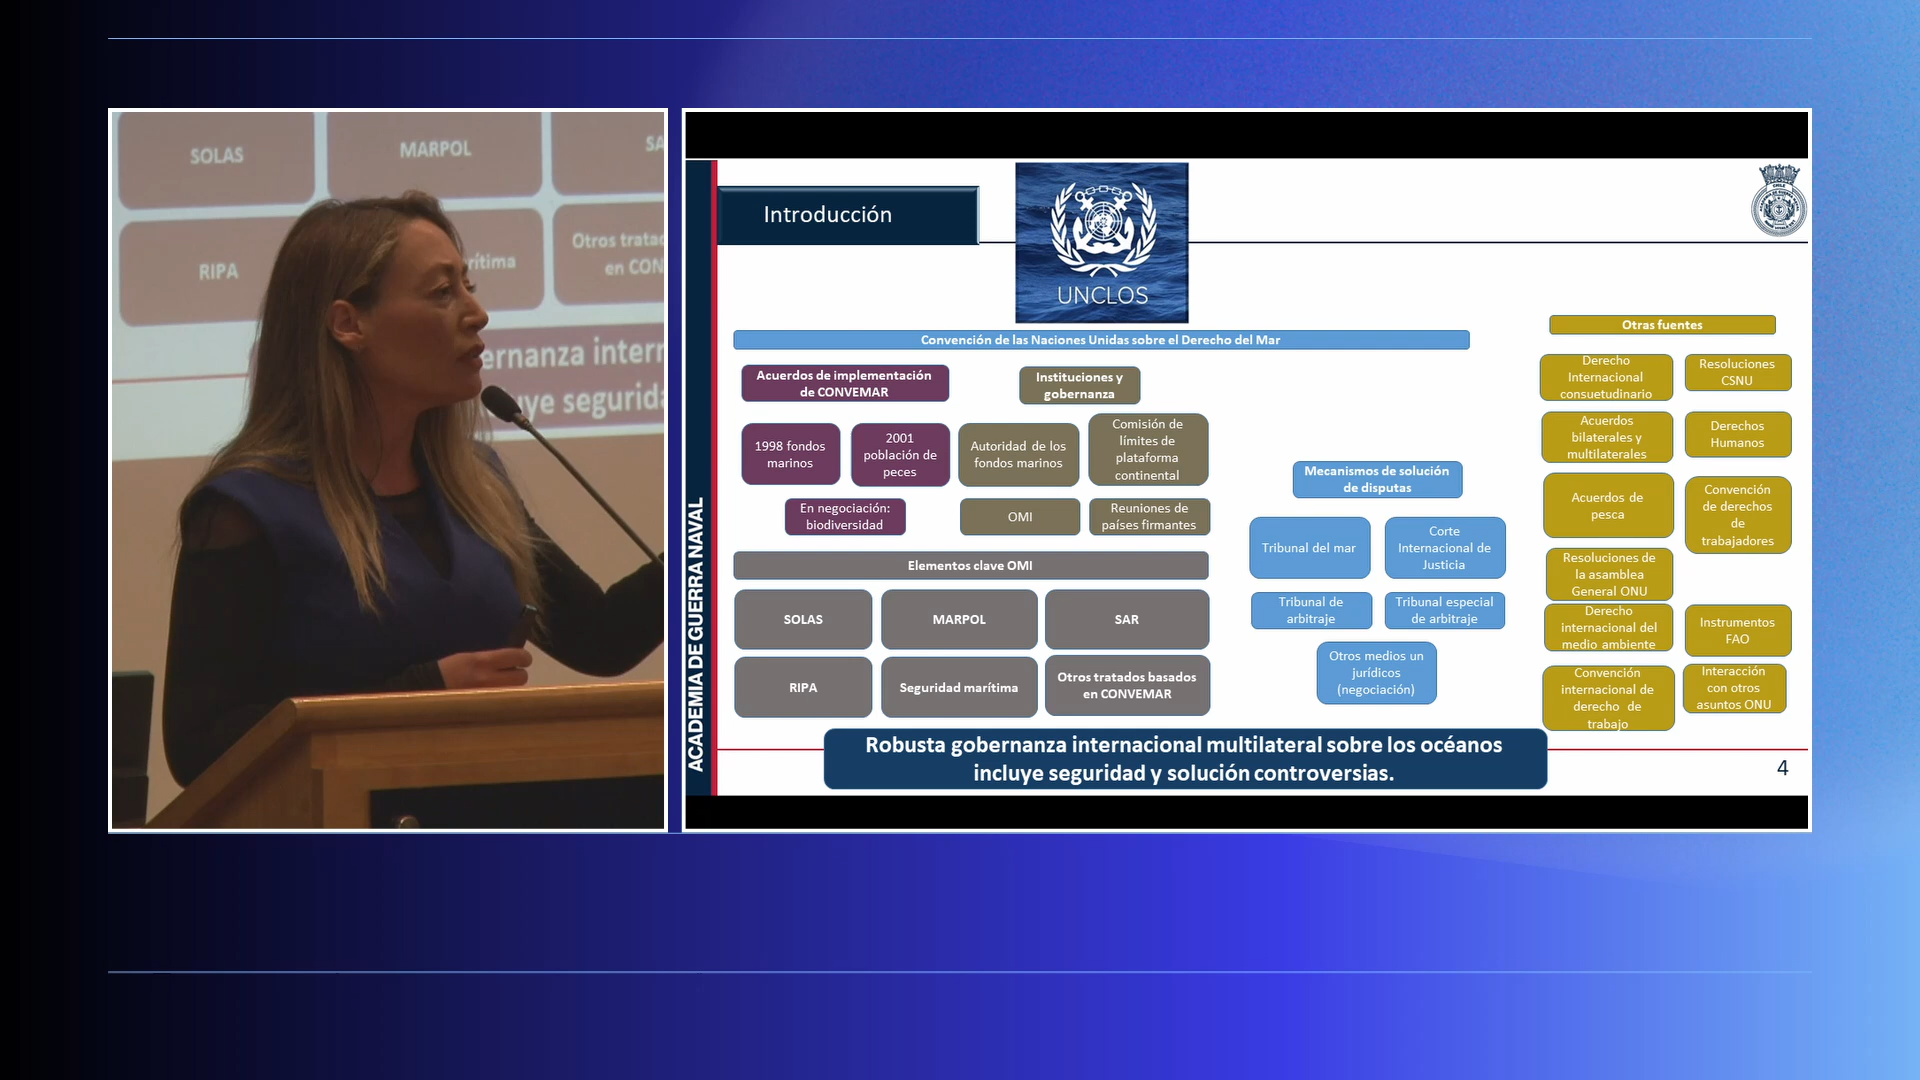 SOLAS
MARPOL
SA
RIPA
rítima
Otros tratad
en CON
ernanza intern
uye segurida
ACADEMIA DE GUERRA NAVAL
Introducción
UNCLOS
Convención de las Naciones Unidas sobre el Derecho del Mar
Acuerdos de implementación
de CONVEMAR
1998 fondos
marinos
2001
población de
peces
En negociación:
biodiversidad
Instituciones y
gobernanza
Autoridad de los
fondos marinos
Comisión de
límites de
plataforma
continental
OMI
Reuniones de
países firmantes
Elementos clave OMI
SOLAS
MARPOL
SAR
RIPA
Seguridad marítima
Otros tratados basados
en CONVEMAR
Mecanismos de solución
de disputas
Tribunal del mar
Corte
Internacional de
Justicia
Tribunal de
arbitraje
Tribunal especial
de arbitraje
Otros medios un
jurídicos
(negociación)
Otras fuentes
Derecho
Internacional
consuetudinario
Resoluciones
CSNU
Acuerdos
bilaterales y
multilaterales
Derechos
Humanos
Acuerdos de
pesca
Convención
de derechos
de
trabajadores
Resoluciones de
la asamblea
General ONU
Derecho
internacional del
medio ambiente
Instrumentos
FAO
Convención
internacional de
derecho de
trabajo
Interacción
con otros
asuntos ONU
Robusta gobernanza internacional multilateral sobre los océanos
incluye seguridad y solución controversias.
4